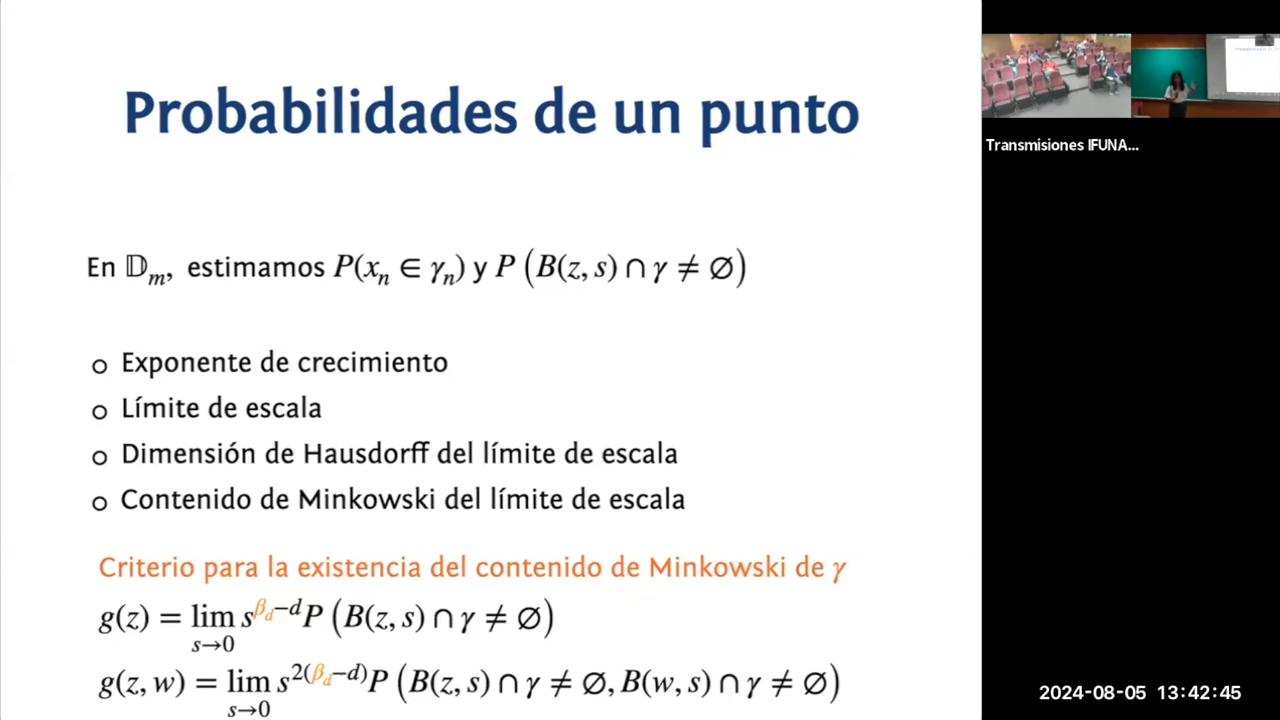 Probabilidades de un punto
En 𝔻ₘ, estimamos P(xₙ ∈ γₙ) y P (B(z, s) ∩ γ ≠ ∅)
Exponente de crecimiento
Límite de escala
Dimensión de Hausdorff del límite de escala
Contenido de Minkowski del límite de escala
Criterio para la existencia del contenido de Minkowski de γ
g(z) = lim_{s→0} s^{β_d−d} P (B(z, s) ∩ γ ≠ ∅)
g(z, w) = lim_{s→0} s^{2(β_d−d)} P (B(z, s) ∩ γ ≠ ∅, B(w, s) ∩ γ ≠ ∅)
Transmisiones IFUNA...
2024-08-05 13:42:45